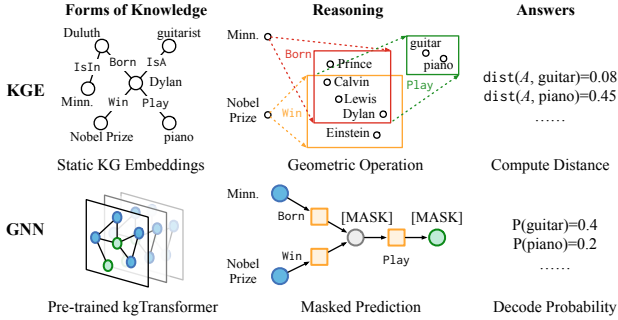 Forms of Knowledge Reasoning Answers
KGE
Duluth guitarist
Born IsA
IsIn
Dylan
Minn. Win Play
Nobel Prize piano
Static KG Embeddings
Minn.
Born
Prince
Calvin
Lewis
Dylan
Einstein
Nobel
Prize
Win
guitar
piano
Play
Geometric Operation
dist(A, guitar)=0.08
dist(A, piano)=0.45
......
Compute Distance
GNN
Pre-trained kgTransformer
Minn.
Born
[MASK] [MASK]
Win
Play
Nobel
Prize
Masked Prediction
P(guitar)=0.4
P(piano)=0.2
......
Decode Probability